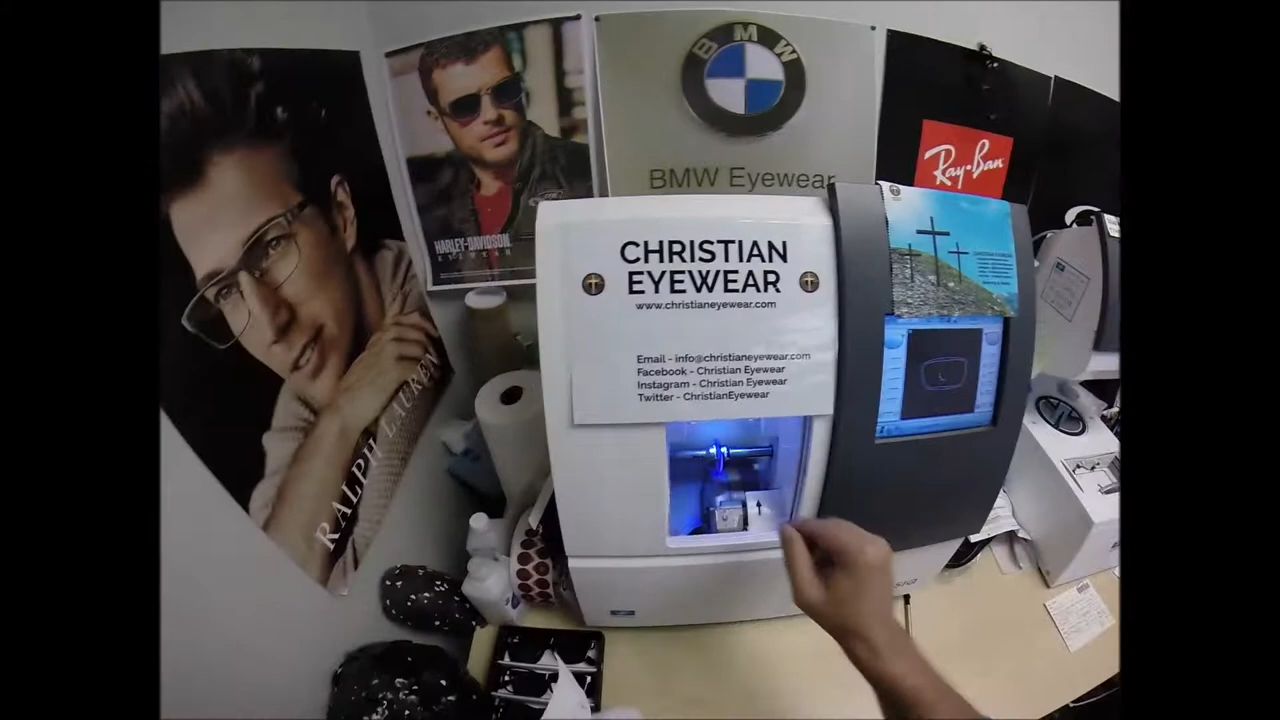 RALPH LAUREN
HARLEY-DAVIDSON
EYEWEAR
BMW
BMW Eyewear
Ray-Ban
CHRISTIAN
EYEWEAR
www.christianeyewear.com
Email - info@christianeyewear.com
Facebook - Christian Eyewear
Instagram - Christian Eyewear
Twitter - ChristianEyewear